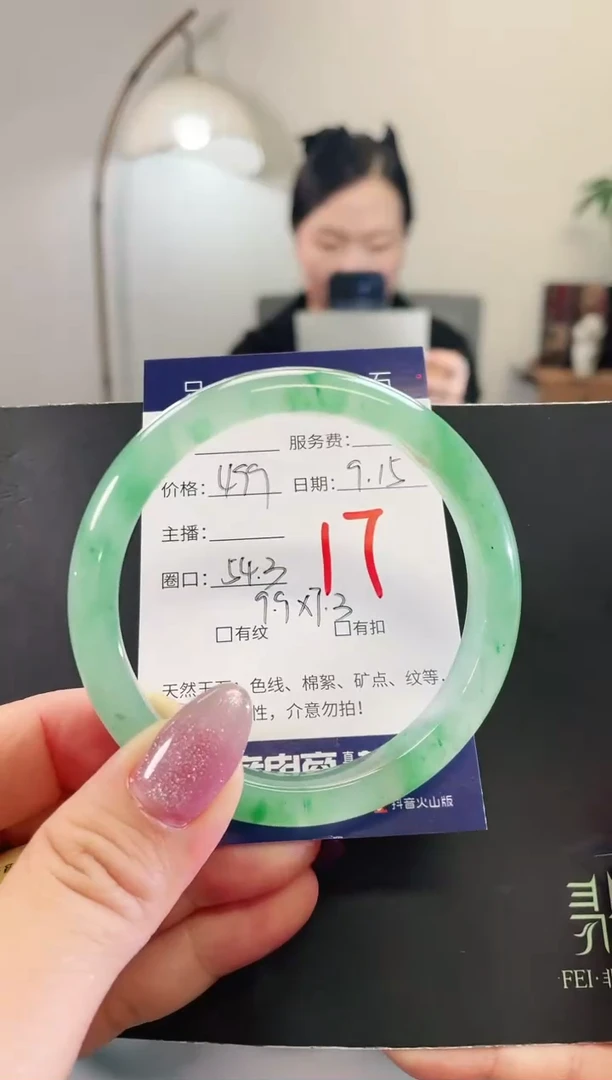 服务费：
价格：499 日期：9.15
主播：
17
圈口：54.3
9.9×7.3
□有纹 □有扣
天然玉石：色线、棉絮、矿点、纹等，
性，介意勿拍！
抖音火山版
翡
FEI·